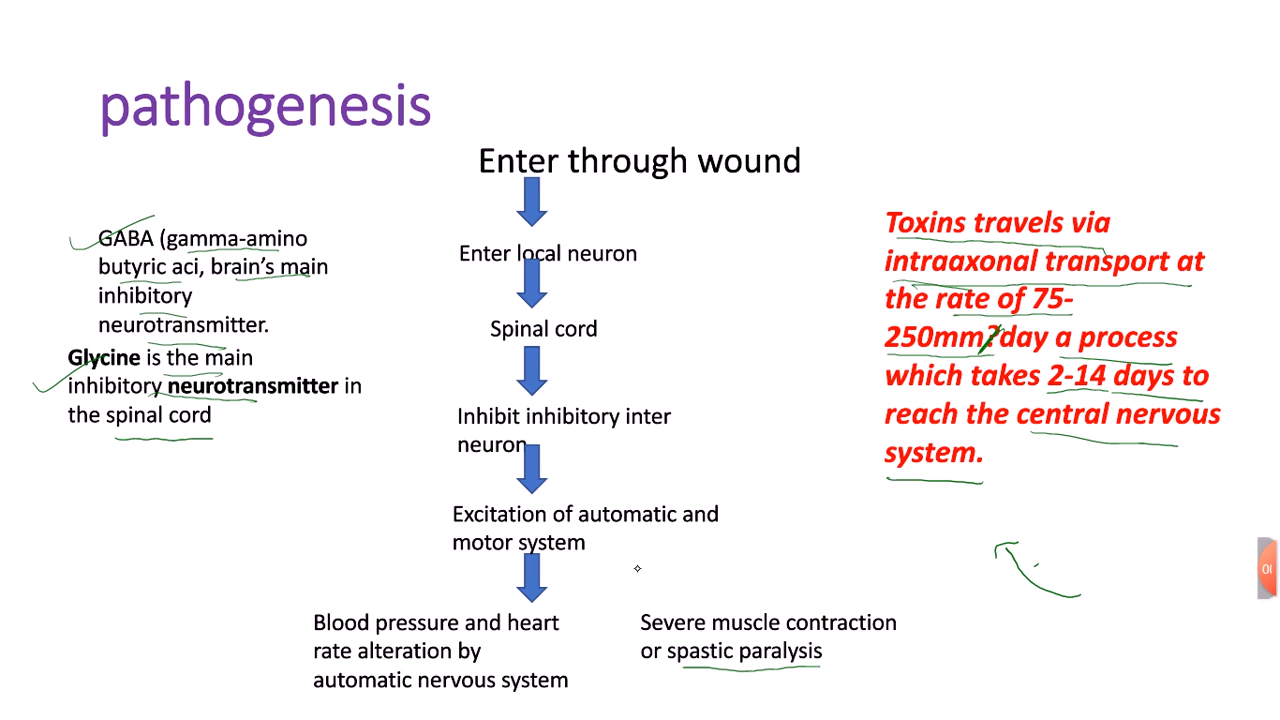 pathogenesis
Enter through wound
GABA (gamma-amino
butyric aci, brain's main
inhibitory
neurotransmitter.
Glycine is the main
inhibitory neurotransmitter in
the spinal cord
Enter local neuron
Spinal cord
Inhibit inhibitory inter
neuron
Excitation of automatic and
motor system
Blood pressure and heart
rate alteration by
automatic nervous system
Severe muscle contraction
or spastic paralysis
Toxins travels via
intraaxonal transport at
the rate of 75-
250mm?day a process
which takes 2-14 days to
reach the central nervous
system.